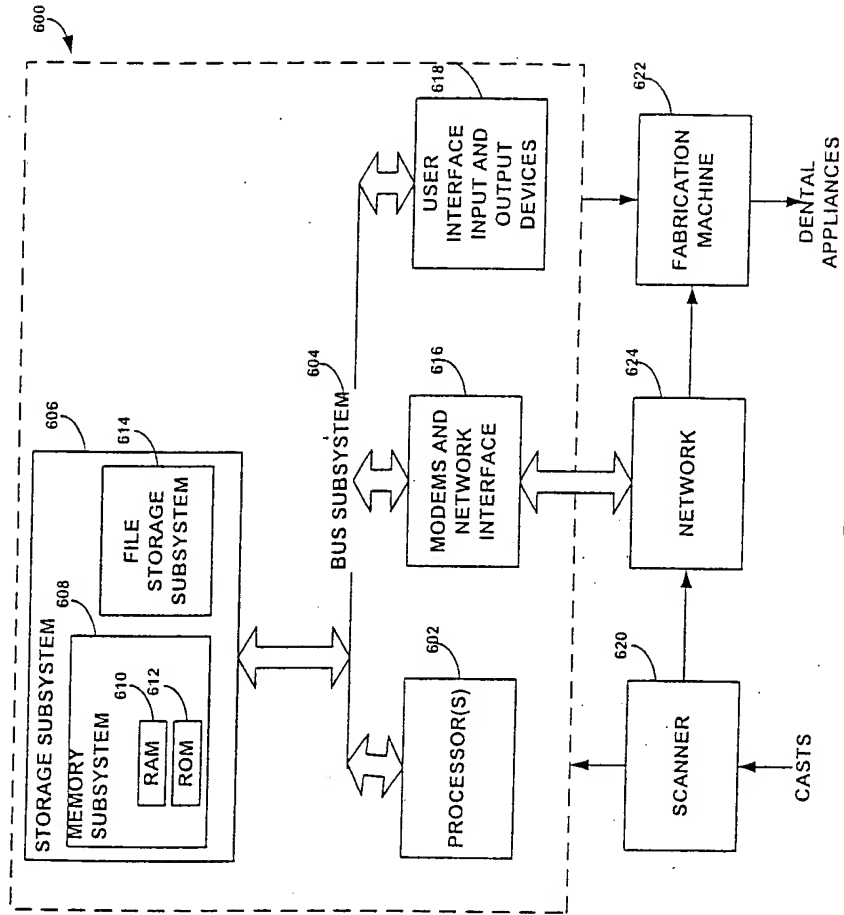 600
606
STORAGE SUBSYSTEM
608
MEMORY
SUBSYSTEM
610
RAM
612
ROM
614
FILE
STORAGE
SUBSYSTEM
604
BUS SUBSYSTEM
602
PROCESSOR(S)
616
MODEMS AND
NETWORK
INTERFACE
618
USER
INTERFACE
INPUT AND
OUTPUT
DEVICES
620
SCANNER
CASTS
624
NETWORK
622
FABRICATION
MACHINE
DENTAL
APPLIANCES